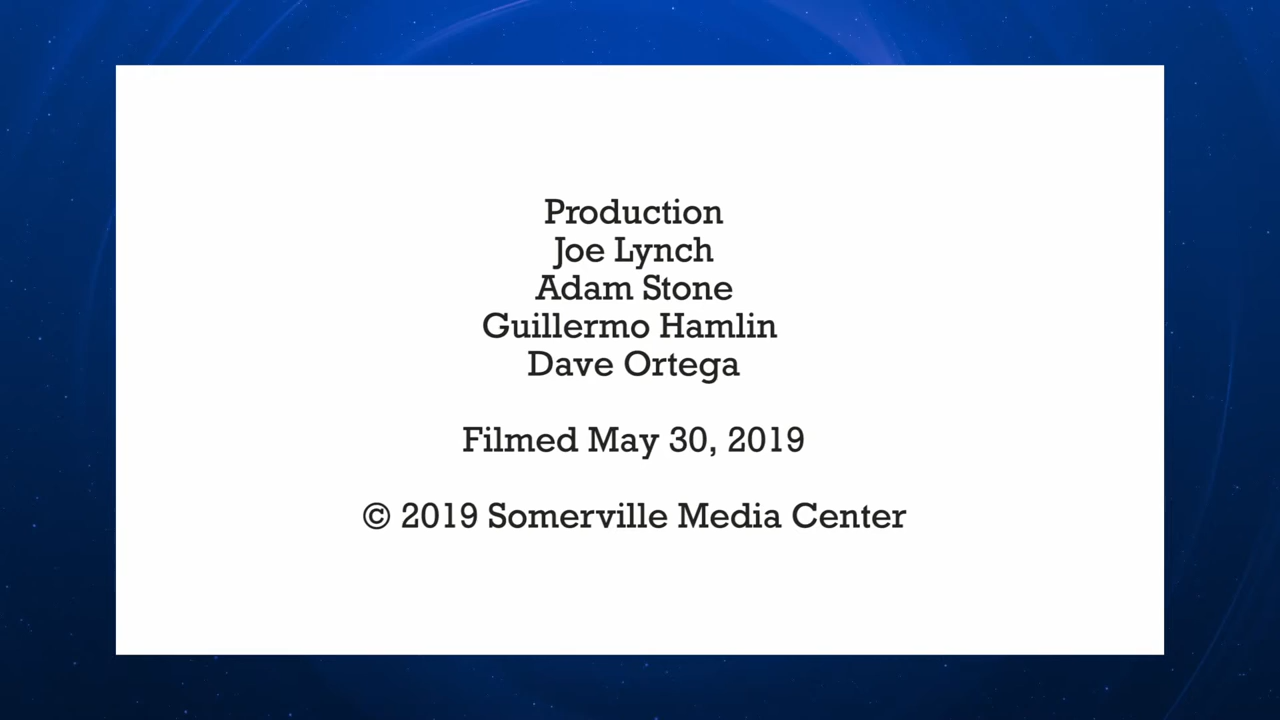 Production
Joe Lynch
Adam Stone
Guillermo Hamlin
Dave Ortega
Filmed May 30, 2019
© 2019 Somerville Media Center